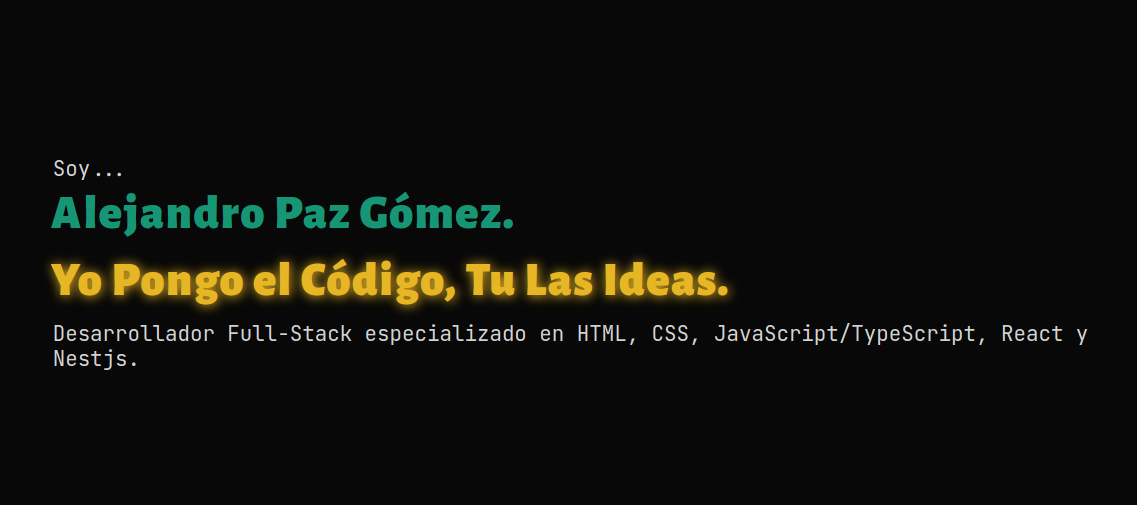 Soy...
Alejandro Paz Gómez.
Yo Pongo el Código, Tu Las Ideas.
Desarrollador Full-Stack especializado en HTML, CSS, JavaScript/TypeScript, React y
Nestjs.